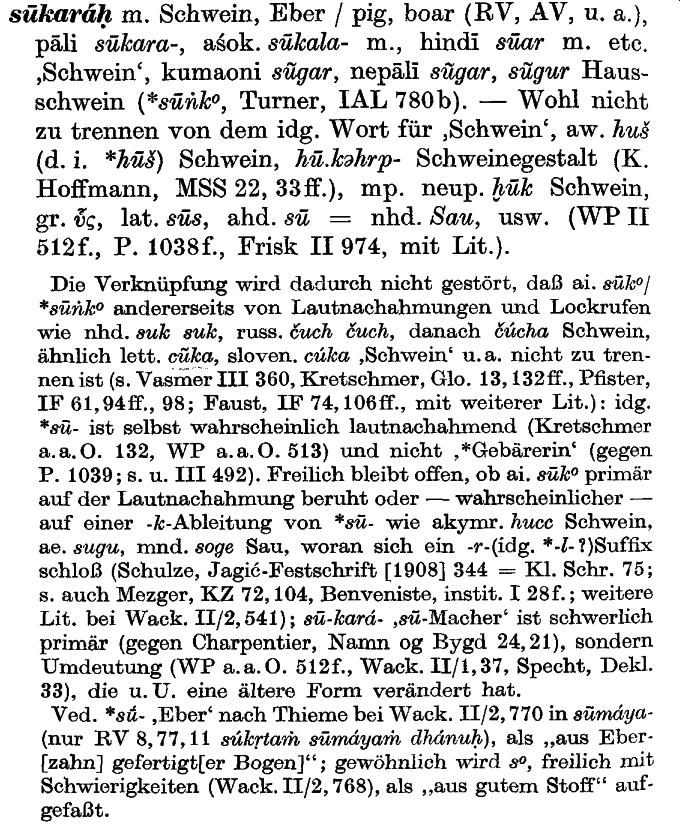 sūkaráḥ m. Schwein, Eber / pig, boar (RV, AV, u. a.),
pāli sūkara-, aśok. sūkala- m., hindī sūar m. etc.
‚Schwein‘, kumaoni sū̃gar, nepālī sū̃gar, sū̃gur Haus-
schwein (*sūṅk⁰, Turner, IAL 780b). — Wohl nicht
zu trennen von dem idg. Wort für ‚Schwein‘, aw. huš
(d. i. *hūš) Schwein, hū.kəhrp- Schweinegestalt (K.
Hoffmann, MSS 22, 33ff.), mp. neup. ḫūk Schwein,
gr. ὗς, lat. sūs, ahd. sū = nhd. Sau, usw. (WP II
512f., P. 1038f., Frisk II 974, mit Lit.).
Die Verknüpfung wird dadurch nicht gestört, daß ai. sūk⁰/
*sūṅk⁰ andererseits von Lautnachahmungen und Lockrufen
wie nhd. suk suk, russ. čuch čuch, danach čúcha Schwein,
ähnlich lett. cũka, sloven. cúka ‚Schwein‘ u. a. nicht zu tren-
nen ist (s. Vasmer III 360, Kretschmer, Glo. 13, 132ff., Pfister,
IF 61, 94ff., 98; Faust, IF 74, 106ff., mit weiterer Lit.): idg.
*sū- ist selbst wahrscheinlich lautnachahmend (Kretschmer
a. a. O. 132, WP a. a. O. 513) und nicht ‚*Gebärerin‘ (gegen
P. 1039; s. u. III 492). Freilich bleibt offen, ob ai. sūk⁰ primär
auf der Lautnachahmung beruht oder — wahrscheinlicher —
auf einer -k-Ableitung von *sū- wie akymr. hucc Schwein,
ae. sugu, mnd. soge Sau, woran sich ein -r-(idg. *-l-?)Suffix
schloß (Schulze, Jagić-Festschrift [1908] 344 = Kl. Schr. 75;
s. auch Mezger, KZ 72, 104, Benveniste, instit. I 28f.; weitere
Lit. bei Wack. II/2, 541); sū-kará- ‚sū-Macher‘ ist schwerlich
primär (gegen Charpentier, Namn og Bygd 24, 21), sondern
Umdeutung (WP a. a. O. 512f., Wack. II/1, 37, Specht, Dekl.
33), die u. U. eine ältere Form verändert hat.
Ved. *sū́- ‚Eber‘ nach Thieme bei Wack. II/2, 770 in sūmáya-
(nur RV 8, 77, 11 súkr̥taṁ sūmáyaṁ dhánuḥ), als „aus Eber-
[zahn] gefertigt[er Bogen]“; gewöhnlich wird s⁰, freilich mit
Schwierigkeiten (Wack. II/2, 768), als „aus gutem Stoff“ auf-
gefaßt.